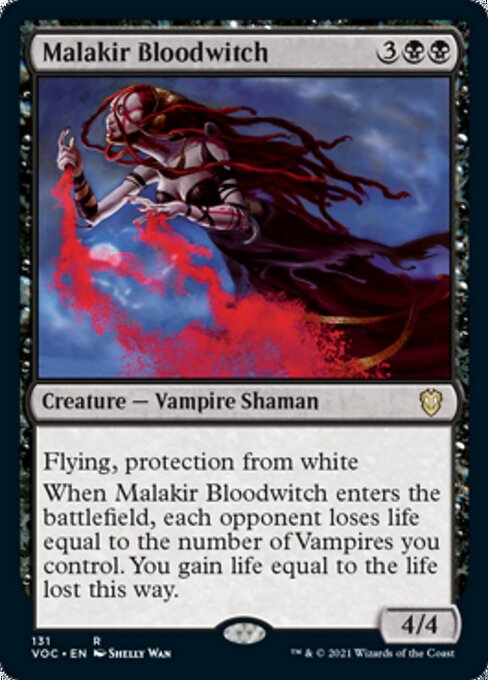 Malakir Bloodwitch 3
Creature — Vampire Shaman
Flying, protection from white
When Malakir Bloodwitch enters the
battlefield, each opponent loses life
equal to the number of Vampires you
control. You gain life equal to the life
lost this way.
4/4
131 R
VOC • EN Shelly Wan ™ & © 2021 Wizards of the Coast